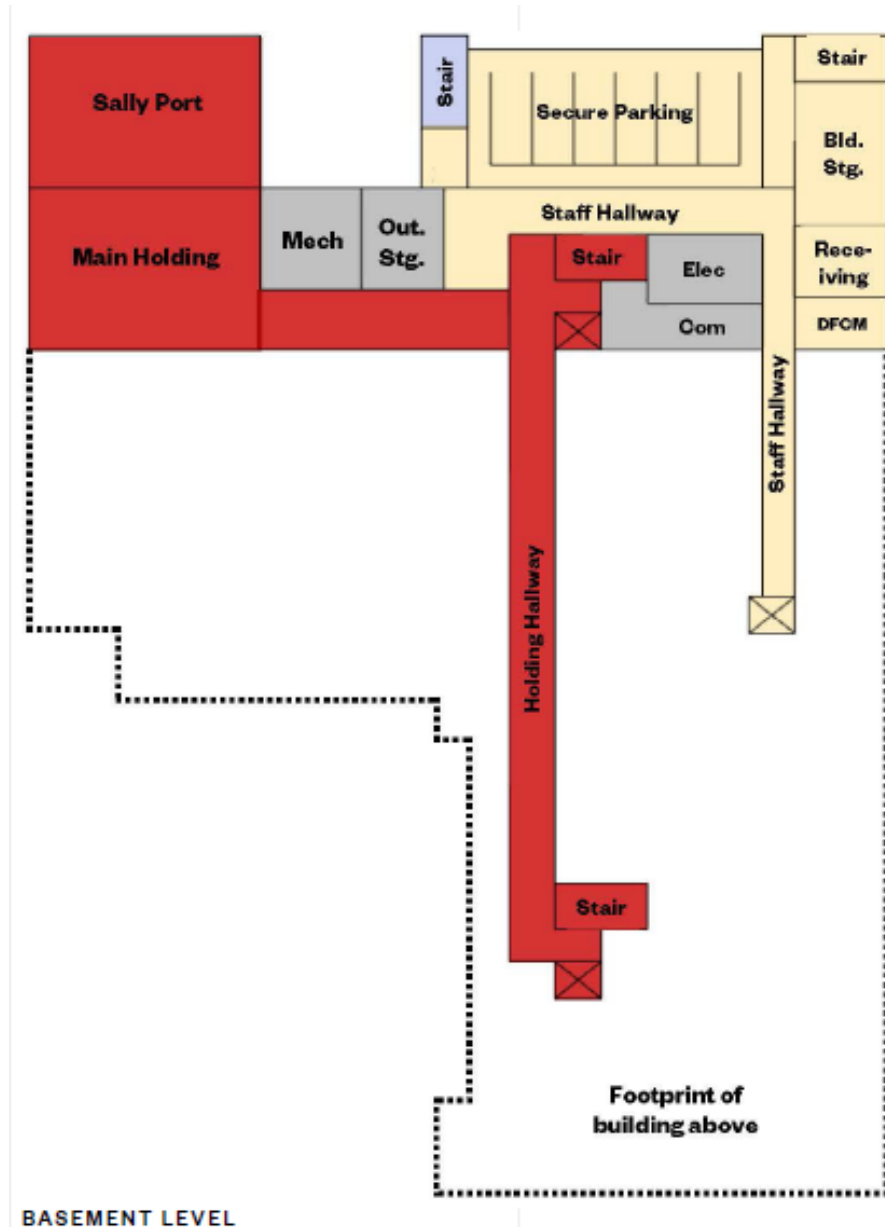 Sally Port
Stair
Secure Parking
Stair
Bld.
Stg.
Staff Hallway
Main Holding
Mech
Out.
Stg.
Stair
Elec
Rece-
iving
Com
DFCM
Staff Hallway
Holding Hallway
Stair
Footprint of
building above
BASEMENT LEVEL